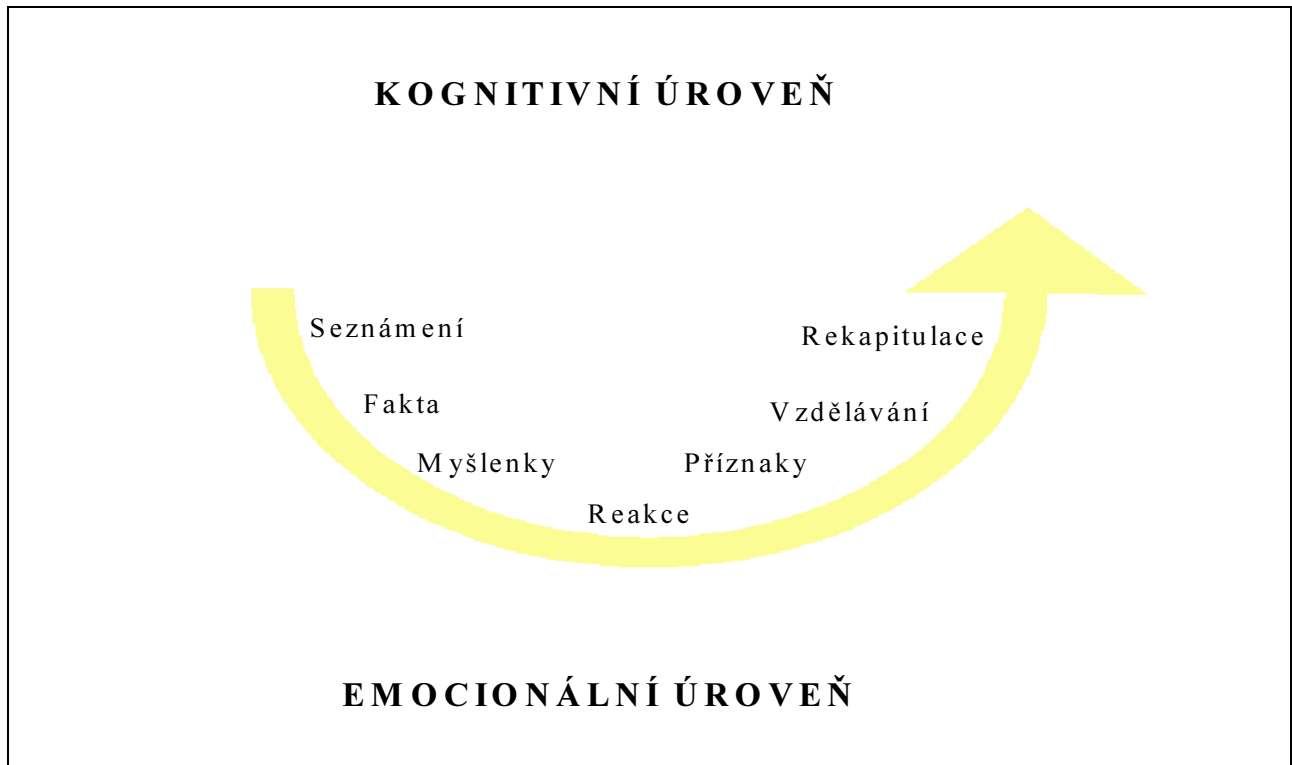 KOGNITIVNÍ ÚROVEŇ
Seznámení
Rekapitulace
Fakta
Vzdělávání
Myšlenky
Příznaky
Reakce
EMOCIONÁLNÍ ÚROVEŇ